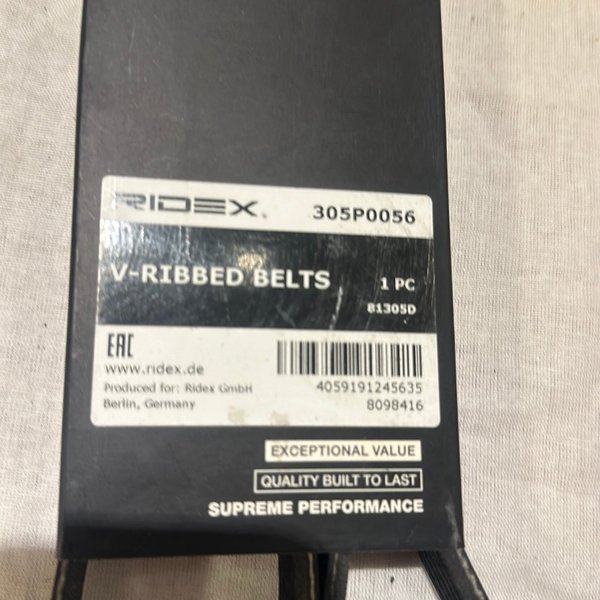 RIDEX® 305P0056
V-RIBBED BELTS 1 PC
81305D
EAC
www.ridex.de
Produced for: Ridex GmbH 4059191245635
Berlin, Germany 8098416
EXCEPTIONAL VALUE
QUALITY BUILT TO LAST
SUPREME PERFORMANCE